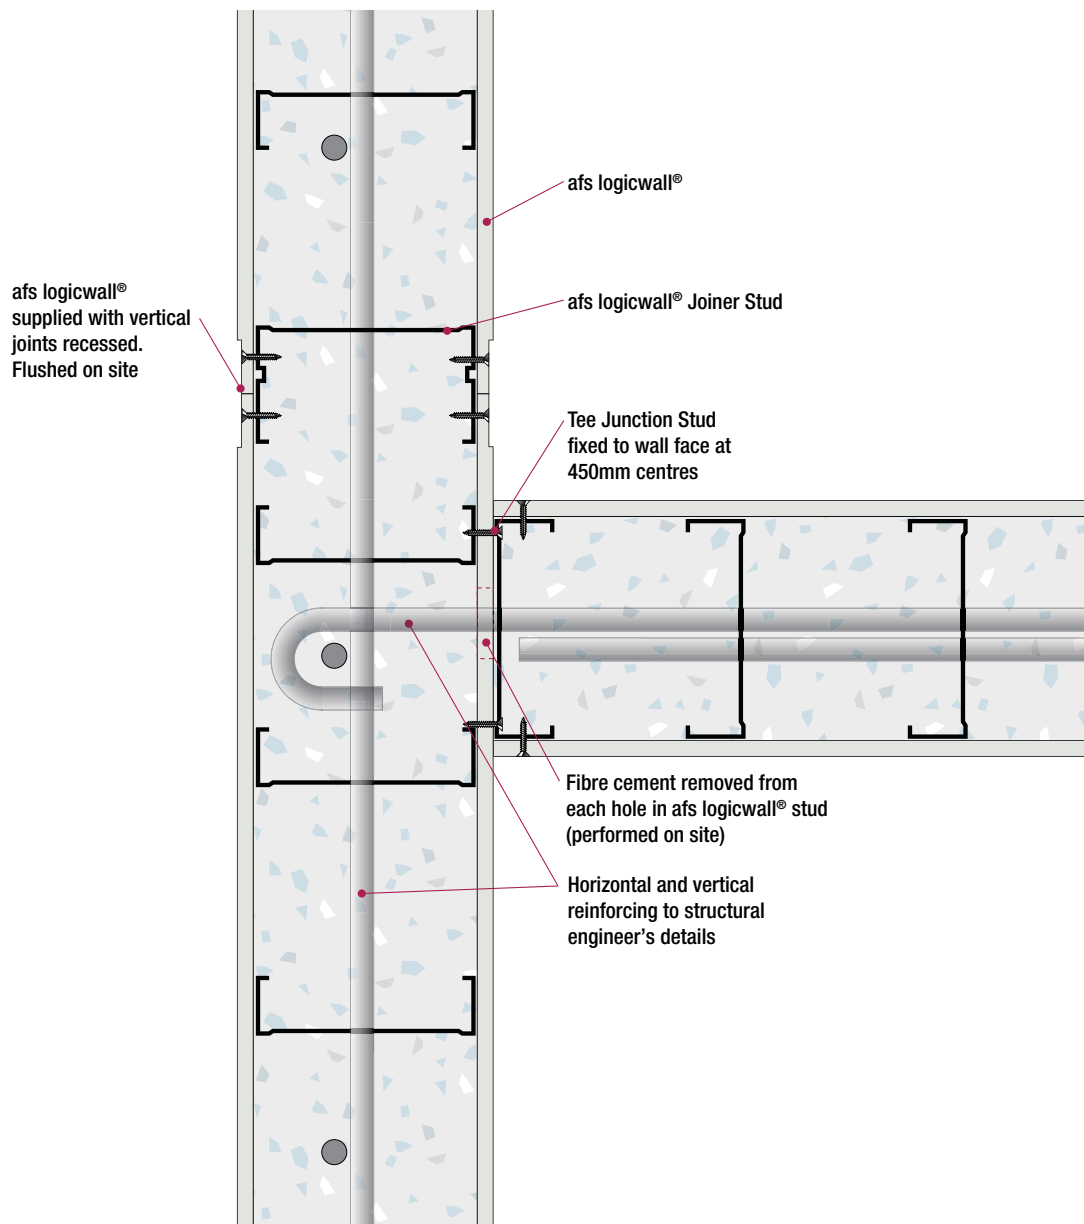 afs logicwall®
afs logicwall® Joiner Stud
afs logicwall®
supplied with vertical
joints recessed.
Flushed on site
Tee Junction Stud
fixed to wall face at
450mm centres
Fibre cement removed from
each hole in afs logicwall® stud
(performed on site)
Horizontal and vertical
reinforcing to structural
engineer’s details